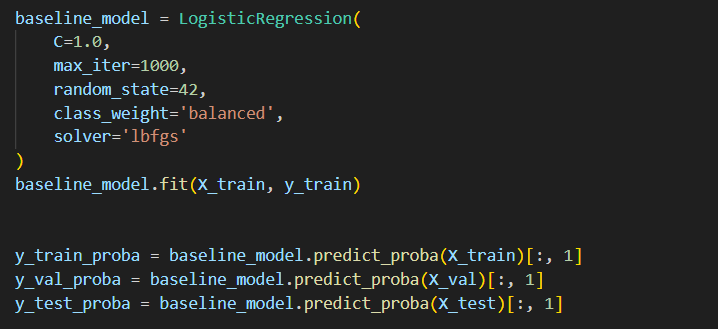 baseline_model = LogisticRegression(
    C=1.0,
    max_iter=1000,
    random_state=42,
    class_weight='balanced',
    solver='lbfgs'
)
baseline_model.fit(X_train, y_train)
y_train_proba = baseline_model.predict_proba(X_train)[:, 1]
y_val_proba = baseline_model.predict_proba(X_val)[:, 1]
y_test_proba = baseline_model.predict_proba(X_test)[:, 1]